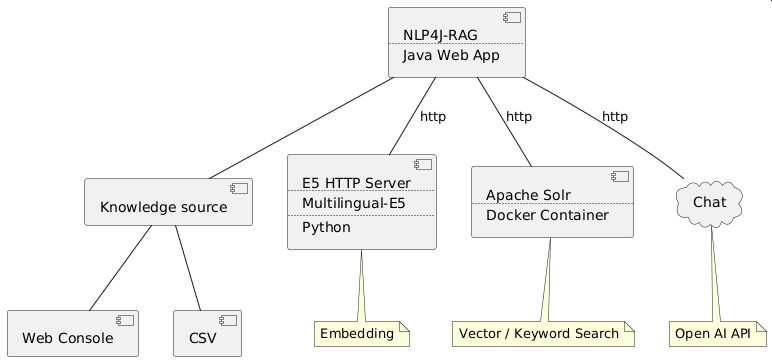 NLP4J-RAG
Java Web App
http
http
http
Knowledge source
E5 HTTP Server
Multilingual-E5
Python
Apache Solr
Docker Container
Chat
Web Console
CSV
Embedding
Vector / Keyword Search
Open AI API